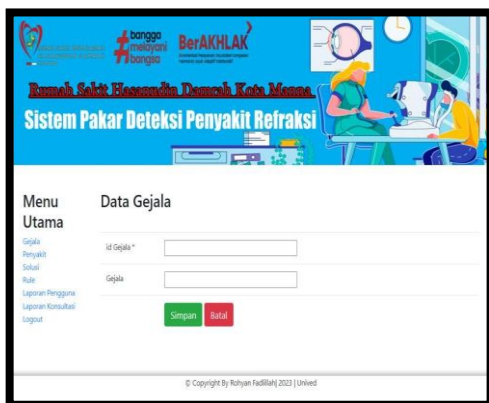 # bangga
melayani
bangsa
BerAKHLAK
Rumah Sakit Hasanudin Damrah Kota Manna
Sistem Pakar Deteksi Penyakit Refraksi
Menu
Utama
Gejala
Penyakit
Solusi
Rule
Laporan Pengguna
Laporan Konsultasi
Logout
Data Gejala
id Gejala *
Gejala
Simpan
Batal
© Copyright By Rohyan Fadlillah| 2023 | Unived